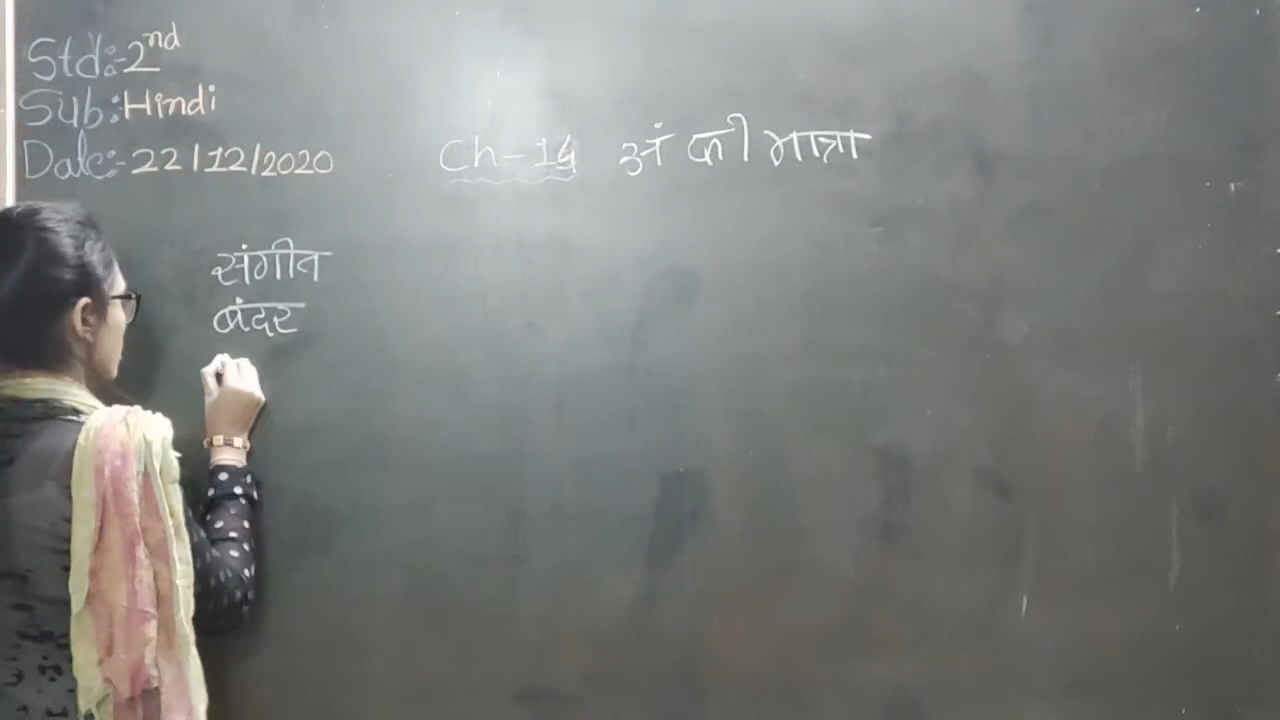 Std:-2nd
Sub:Hindi
Date:-22/12/2020
Ch-14 अं की मात्रा
संगीत
बंदर